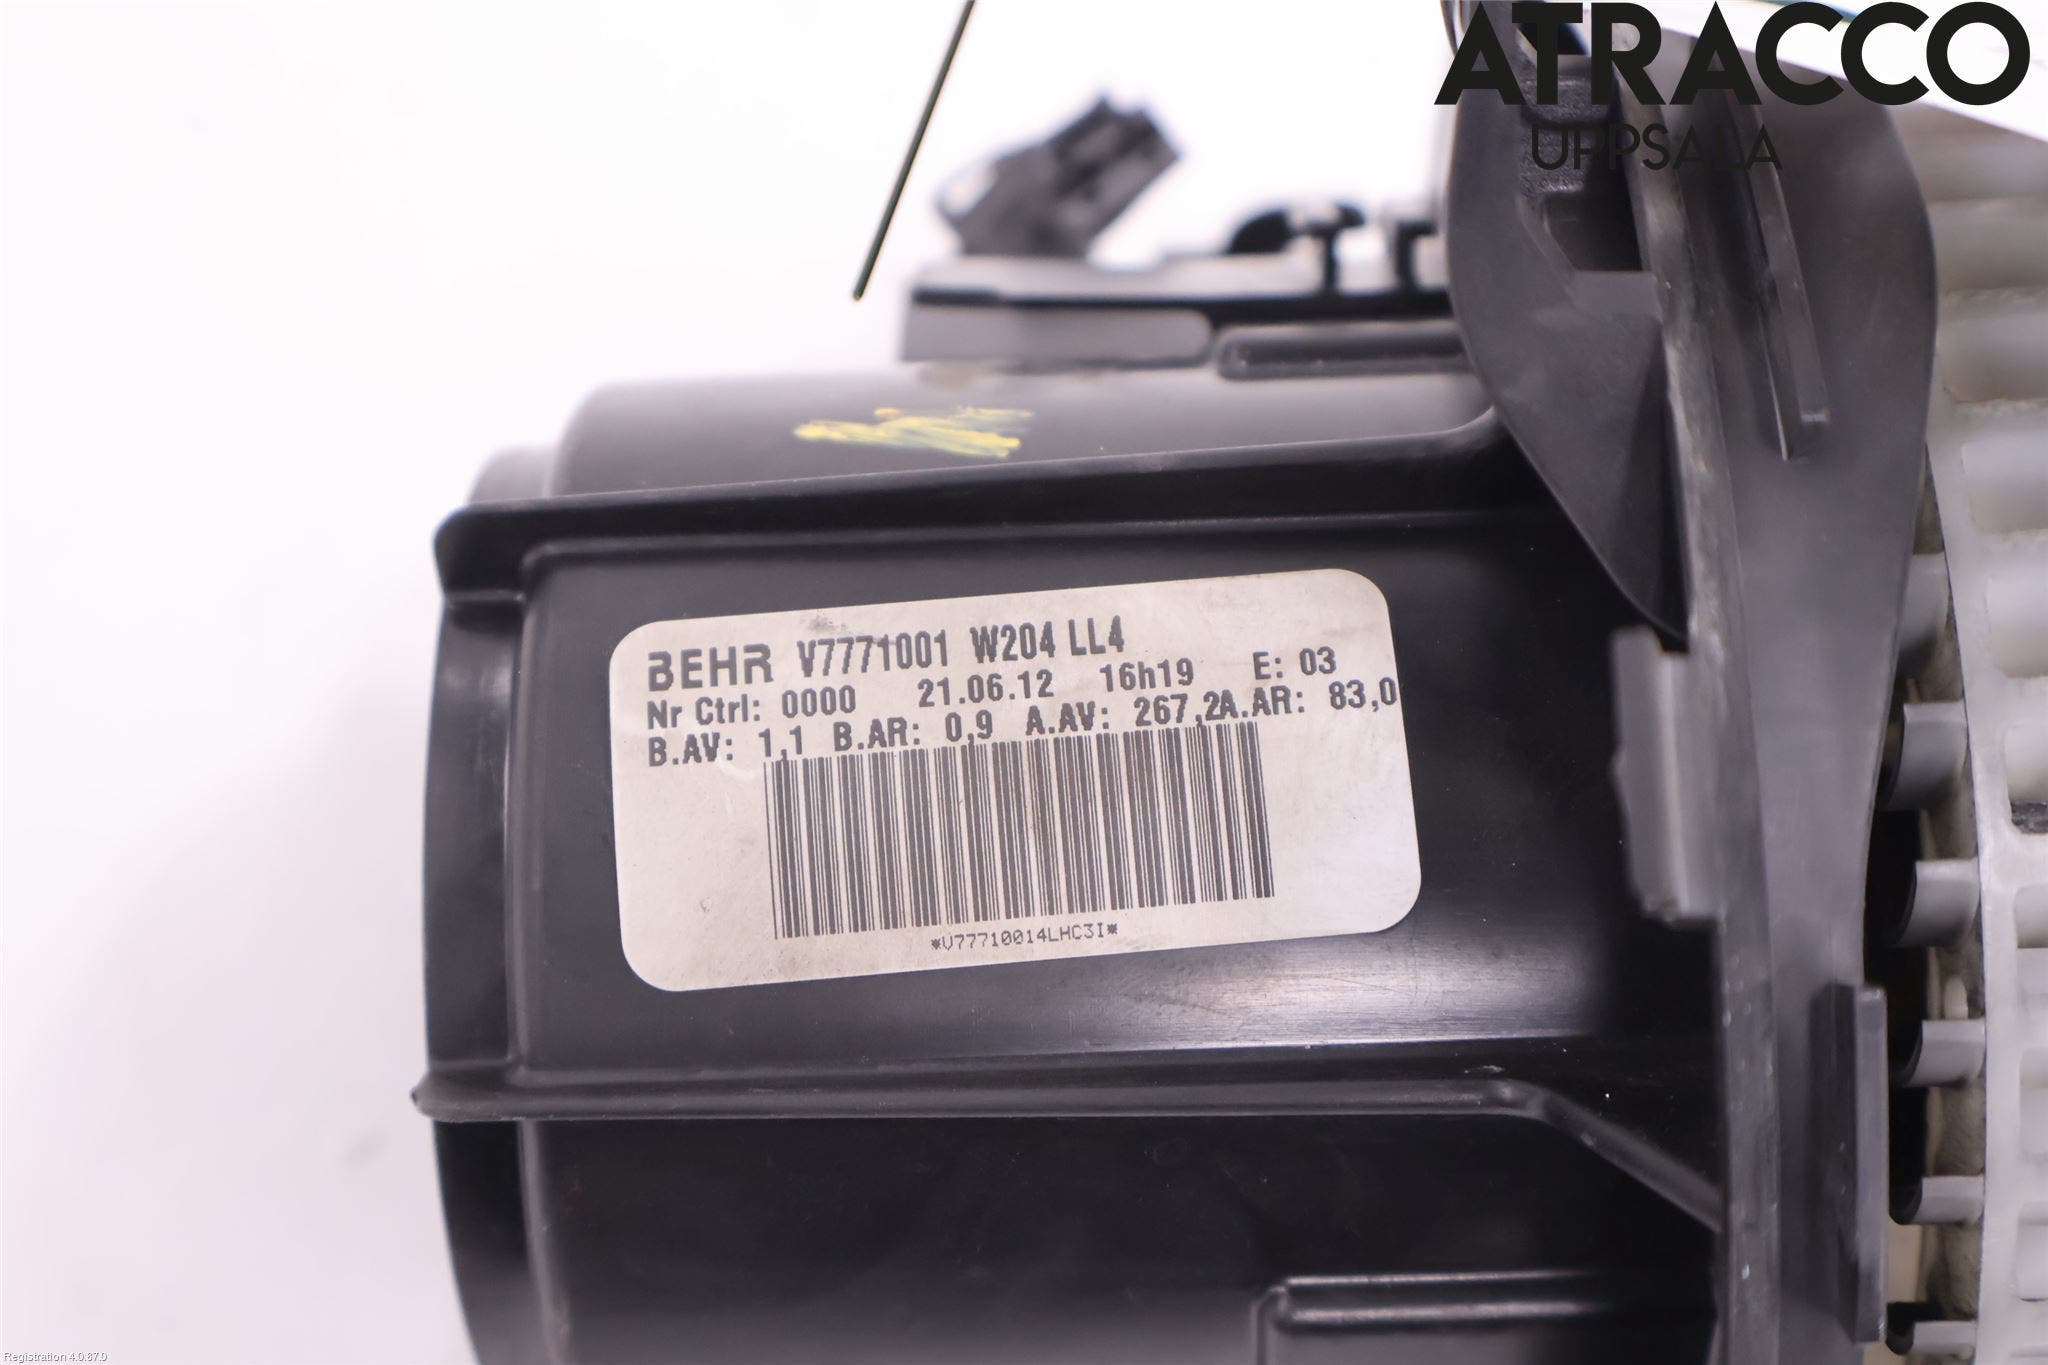 ATRACCO
UPPSALA
BEHR V7771001 W204 LL4
Nr Ctrl: 0000 21.06.12 16h19 E: 03
B.AV: 1,1 B.AR: 0,9 A.AV: 267,2A.AR: 83,0
*V77710014LHC3I*
Registration 4.0.87.0